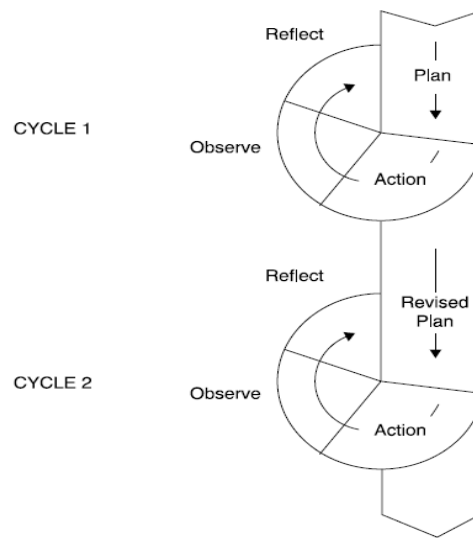 Reflect
Plan
CYCLE 1
Observe
Action
Reflect
Revised
Plan
CYCLE 2
Observe
Action